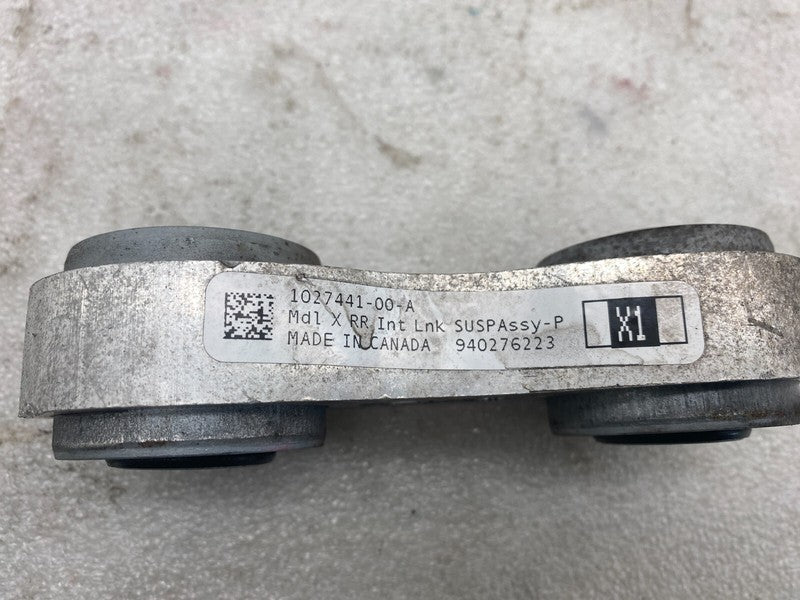 1027441-00-A
Mdl X RR Int Lnk SUSPAssy-P
MADE IN CANADA 940276223
X1